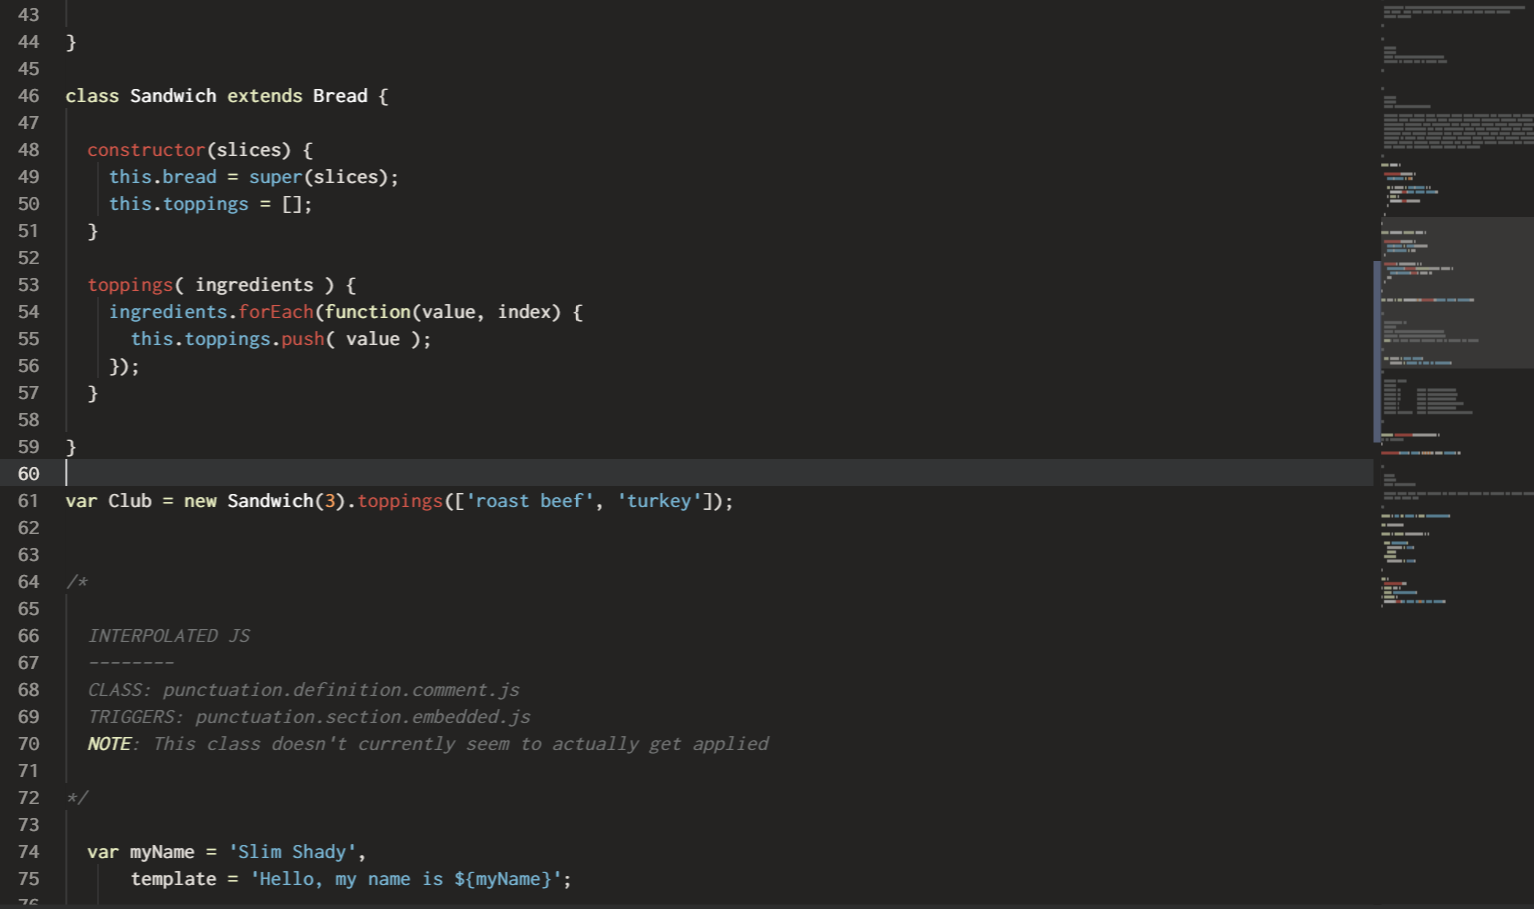 43
44 }
45
46 class Sandwich extends Bread {
47
48 constructor(slices) {
49 this.bread = super(slices);
50 this.toppings = [];
51 }
52
53 toppings( ingredients ) {
54 ingredients.forEach(function(value, index) {
55 this.toppings.push( value );
56 });
57 }
58
59 }
60
61 var Club = new Sandwich(3).toppings(['roast beef', 'turkey']);
62
63
64 /*
65
66 INTERPOLATED JS
67 --------
68 CLASS: punctuation.definition.comment.js
69 TRIGGERS: punctuation.section.embedded.js
70 NOTE: This class doesn't currently seem to actually get applied
71
72 */
73
74 var myName = 'Slim Shady',
75 template = 'Hello, my name is ${myName}';
76